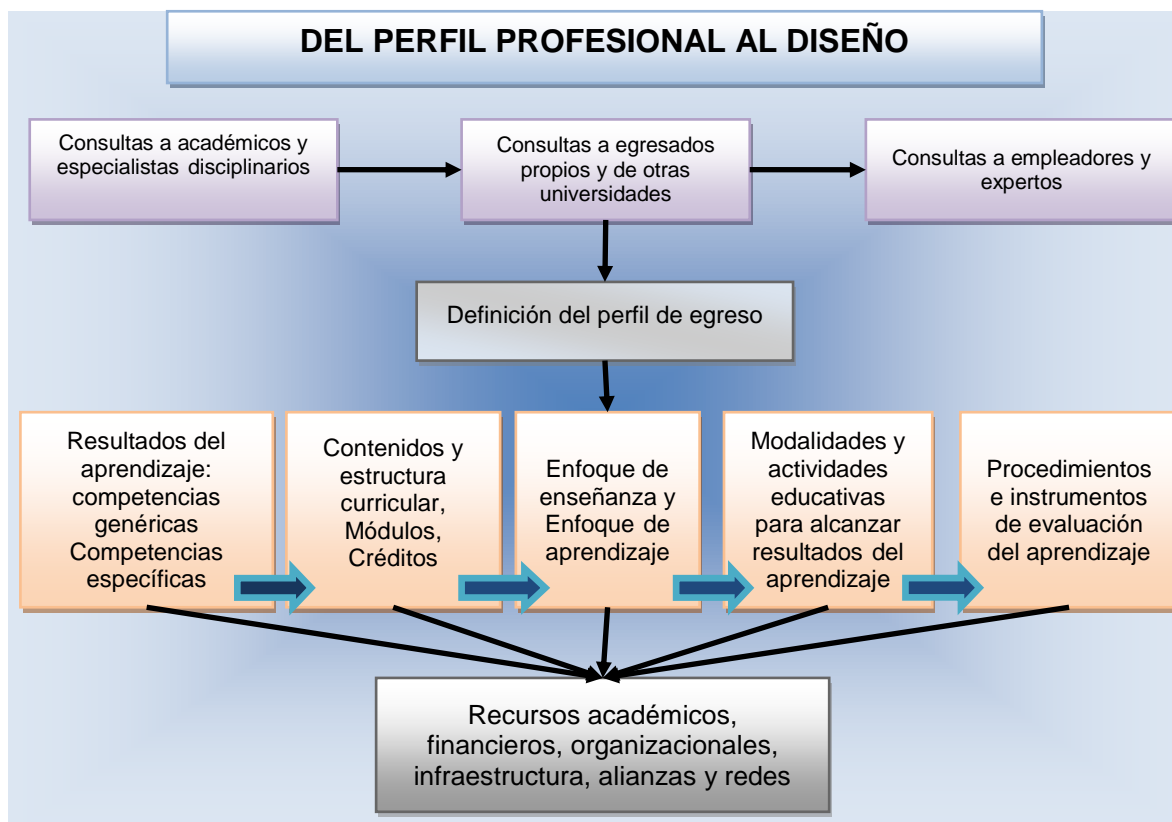 DEL PERFIL PROFESIONAL AL DISEÑO
Consultas a académicos y
especialistas disciplinarios
Consultas a egresados
propios y de otras
universidades
Consultas a empleadores y
expertos
Definición del perfil de egreso
Resultados del
aprendizaje:
competencias
genéricas
Competencias
específicas
Contenidos y
estructura
curricular,
Módulos,
Créditos
Enfoque de
enseñanza y
Enfoque de
aprendizaje
Modalidades y
actividades
educativas
para alcanzar
resultados del
aprendizaje
Procedimientos
e instrumentos
de evaluación
del aprendizaje
Recursos académicos,
financieros, organizacionales,
infraestructura, alianzas y redes